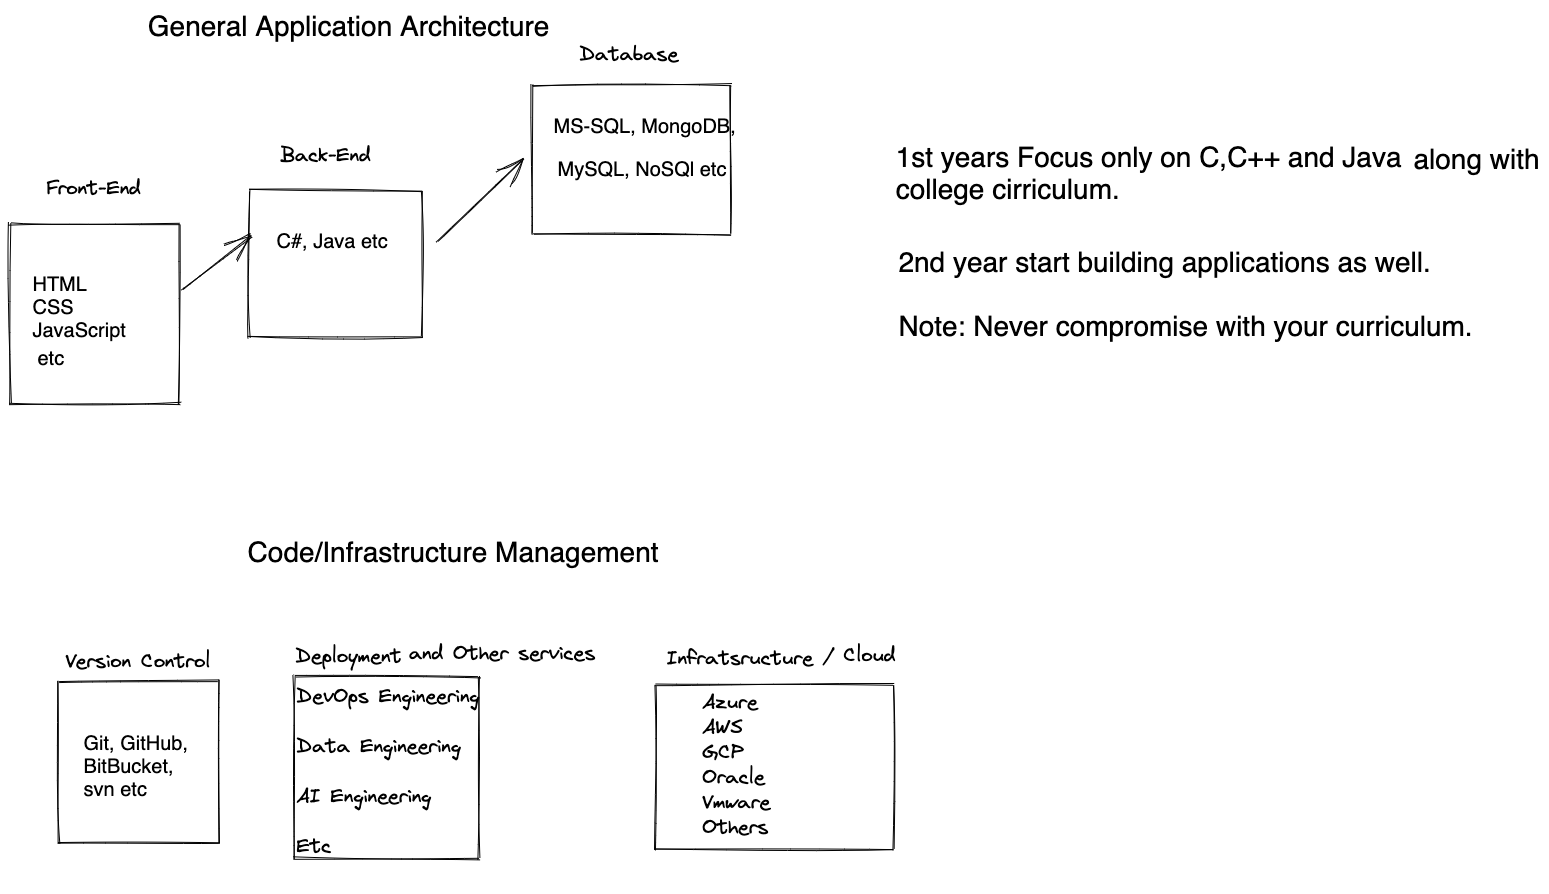 General Application Architecture
Database
MS-SQL, MongoDB,
MySQL, NoSQl etc
Back-End
C#, Java etc
Front-End
HTML
CSS
JavaScript
etc
1st years Focus only on C,C++ and Java along with
college cirriculum.
2nd year start building applications as well.
Note: Never compromise with your curriculum.
Code/Infrastructure Management
Version Control
Git, GitHub,
BitBucket,
svn etc
Deployment and Other services
DevOps Engineering
Data Engineering
AI Engineering
Etc
Infratsructure / Cloud
Azure
AWS
GCP
Oracle
Vmware
Others